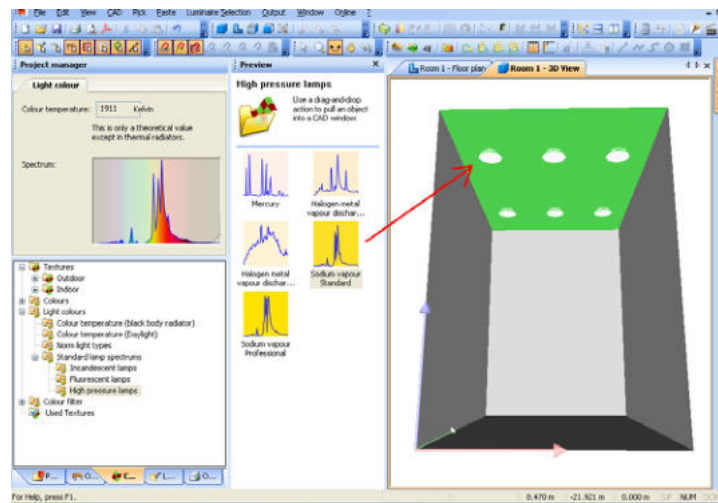 File Edit View CAD Pick Paste Luminaire Selection Output Window Online ?
Project manager
Light colour
Colour temperature: 1911 Kelvin
This is only a theoretical value
except in thermal radiators.
Spectrum:
Textures
Outdoor
Indoor
Colours
Light colours
Colour temperature (black body radiator)
Colour temperature (Daylight)
Norm light types
Standard lamp spectrums
Incandescent lamps
Fluorescent lamps
High pressure lamps
Colour filter
Used Textures
P... O... C... L... O...
For Help, press F1.
Preview X
High pressure lamps
Use a drag-and-drop
action to pull an object
into a CAD window.
Mercury
Halogen metal
vapour dischar...
Halogen metal
vapour dischar...
Sodium vapour
Standard
Sodium vapour
Professional
Room 1 - Floor plan
Room 1 - 3D View
0.470 m -21.921 m 0.000 m UF NUM